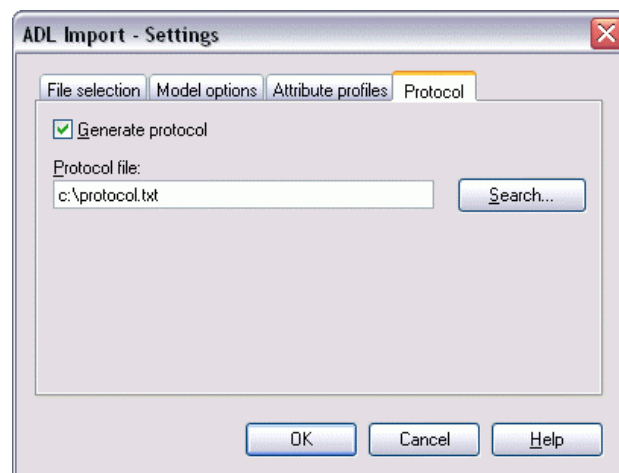 ADL Import - Settings
File selection Model options Attribute profiles Protocol
Generate protocol
Protocol file:
c:\protocol.txt Search...
OK Cancel Help